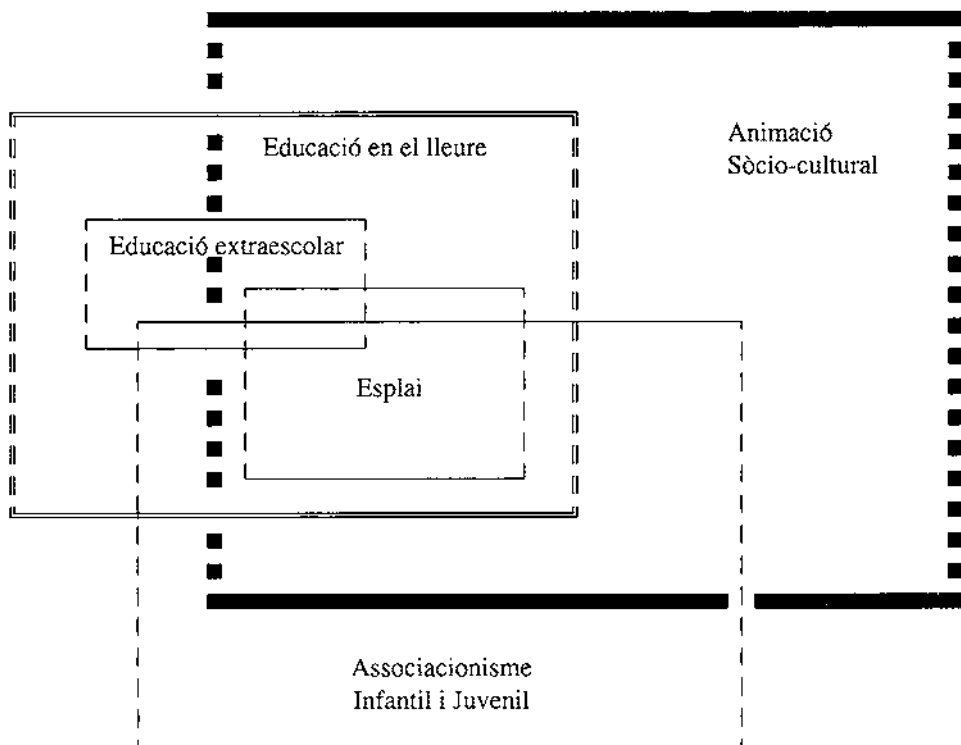 Educació en el lleure
Animació
Sòcio-cultural
Educació extraescolar
Esplai
Associacionisme
Infantil i Juvenil